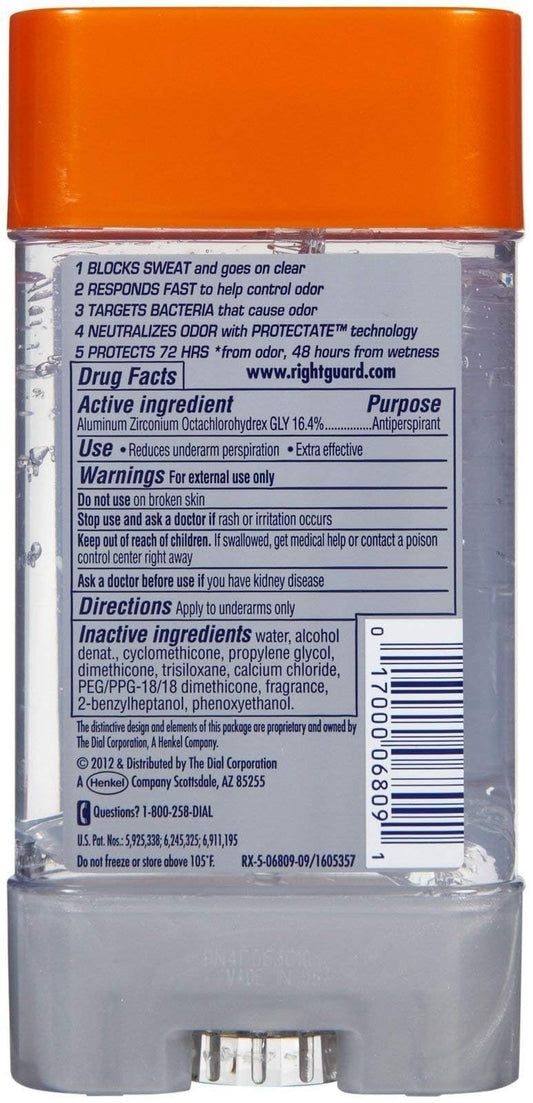 1 BLOCKS SWEAT and goes on clear
2 RESPONDS FAST to help control odor
3 TARGETS BACTERIA that cause odor
4 NEUTRALIZES ODOR with PROTECTATE™ technology
5 PROTECTS 72 HRS *from odor, 48 hours from wetness
Drug Facts www.rightguard.com
Active ingredient Purpose
Aluminum Zirconium Octachlorohydrex GLY 16.4%...............Antiperspirant
Use • Reduces underarm perspiration • Extra effective
Warnings For external use only
Do not use on broken skin
Stop use and ask a doctor if rash or irritation occurs
Keep out of reach of children. If swallowed, get medical help or contact a poison
control center right away
Ask a doctor before use if you have kidney disease
Directions Apply to underarms only
Inactive ingredients water, alcohol
denat., cyclomethicone, propylene glycol,
dimethicone, trisiloxane, calcium chloride,
PEG/PPG-18/18 dimethicone, fragrance,
2-benzylheptanol, phenoxyethanol.
The distinctive design and elements of this package are proprietary and owned by
The Dial Corporation, A Henkel Company.
© 2012 & Distributed by The Dial Corporation
A Henkel Company Scottsdale, AZ 85255
Questions? 1-800-258-DIAL
U.S. Pat. Nos.: 5,925,338; 6,245,325; 6,911,195
Do not freeze or store above 105°F. RX-5-06809-09/1605357
0 17000 06809 1
MADE IN